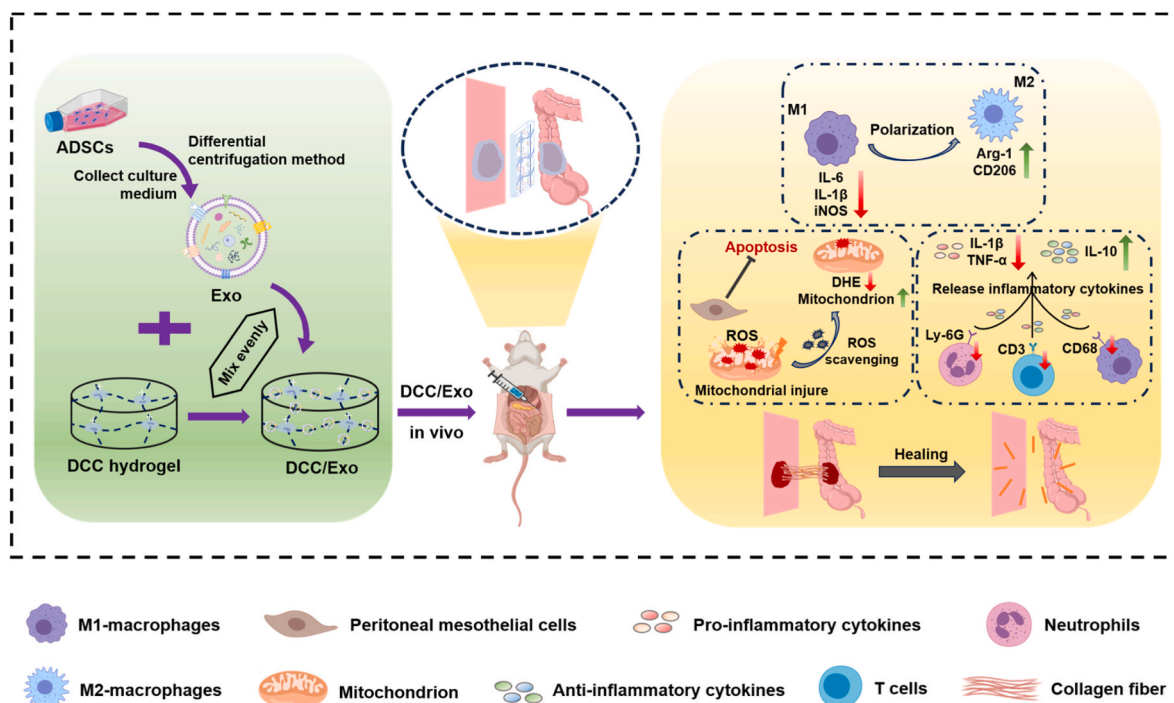 ADSCs
Differential
centrifugation method
Collect culture
medium
Exo
Mix evenly
DCC hydrogel
DCC/Exo
DCC/Exo
in vivo
M1
M2
Polarization
IL-6
IL-1β
iNOS
Arg-1
CD206
Apoptosis
DHE
Mitochondrion
ROS
ROS
scavenging
Mitochondrial injure
IL-1β
TNF-α
IL-10
Release inflammatory cytokines
Ly-6G
CD3
CD68
Healing
M1-macrophages
Peritoneal mesothelial cells
Pro-inflammatory cytokines
Neutrophils
M2-macrophages
Mitochondrion
Anti-inflammatory cytokines
T cells
Collagen fiber